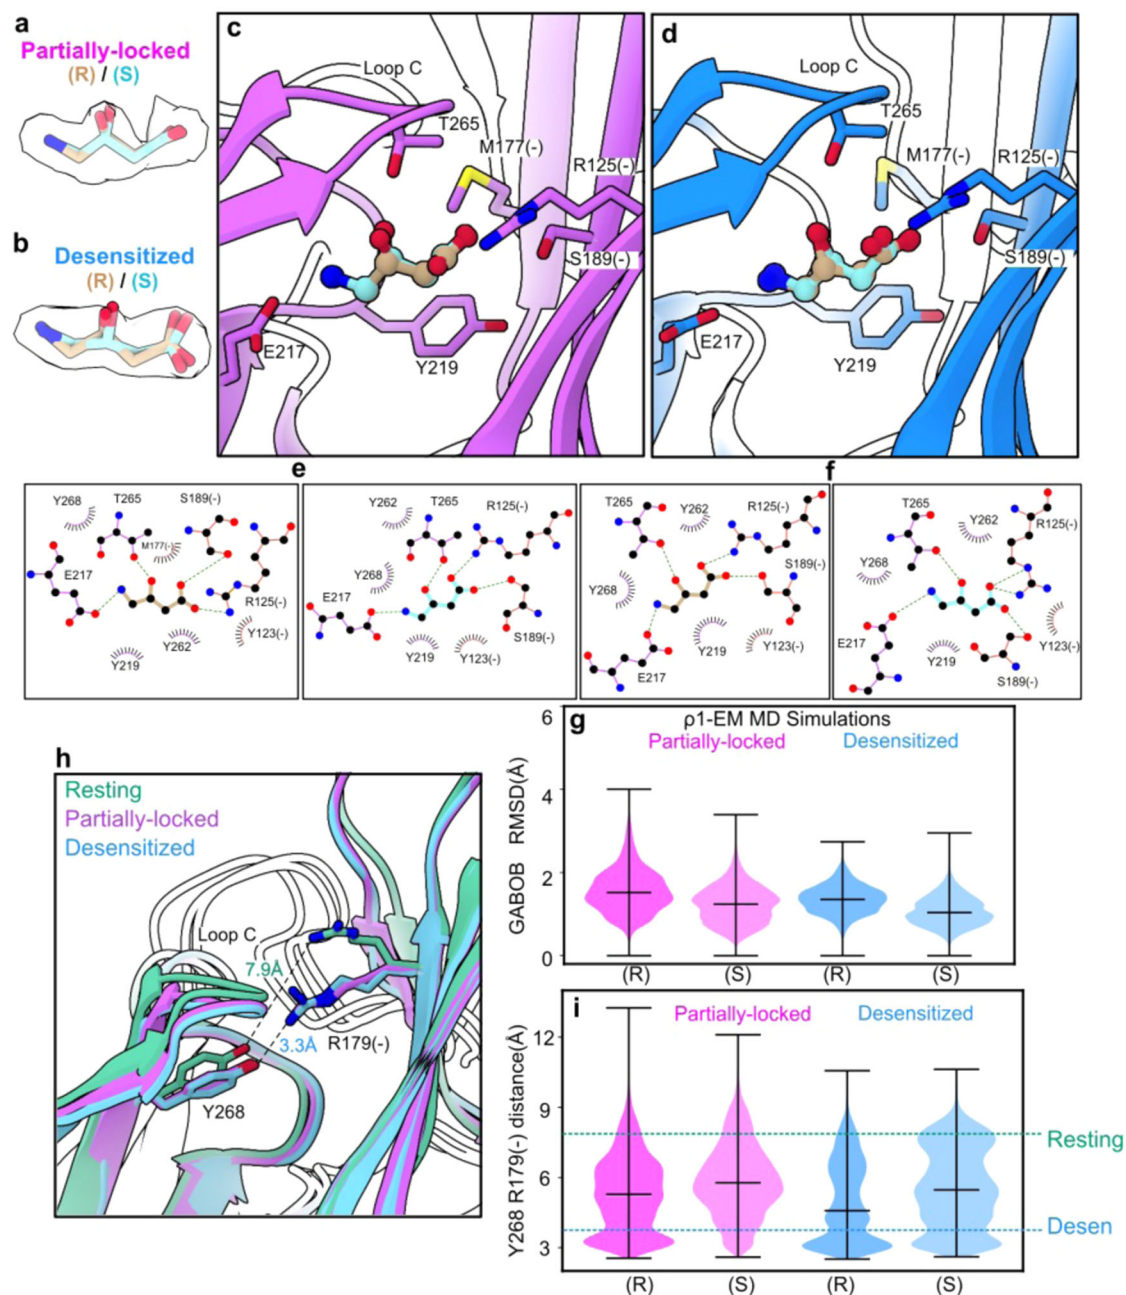 a
Partially-locked
(R) / (S)
b
Desensitized
(R) / (S)
c
Loop C
T265
M177(-)
R125(-)
S189(-)
E217
Y219
d
Loop C
T265
M177(-)
R125(-)
S189(-)
E217
Y219
e
Y268
T265
S189(-)
M177(-)
E217
R125(-)
Y123(-)
Y262
Y219
Y262
T265
R125(-)
Y268
E217
S189(-)
Y219
Y123(-)
f
T265
Y262
R125(-)
S189(-)
Y268
Y219
Y123(-)
E217
T265
Y262
R125(-)
Y268
E217
Y219
Y123(-)
S189(-)
g
ρ1-EM MD Simulations
Partially-locked
Desensitized
GABOB RMSD(Å)
6
4
2
0
(R)
(S)
(R)
(S)
h
Resting
Partially-locked
Desensitized
Loop C
7.9Å
3.3Å
R179(-)
Y268
i
Partially-locked
Desensitized
Y268 R179(-) distance(Å)
12
9
6
3
Resting
Desen
(R)
(S)
(R)
(S)